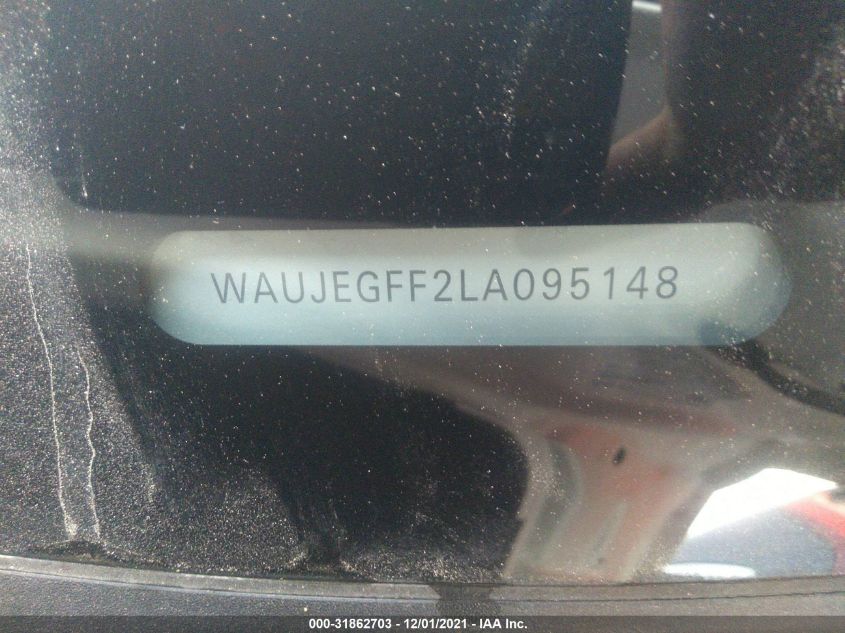 WAUJEGFF2LA095148
000-31862703 - 12/01/2021 - IAA Inc.